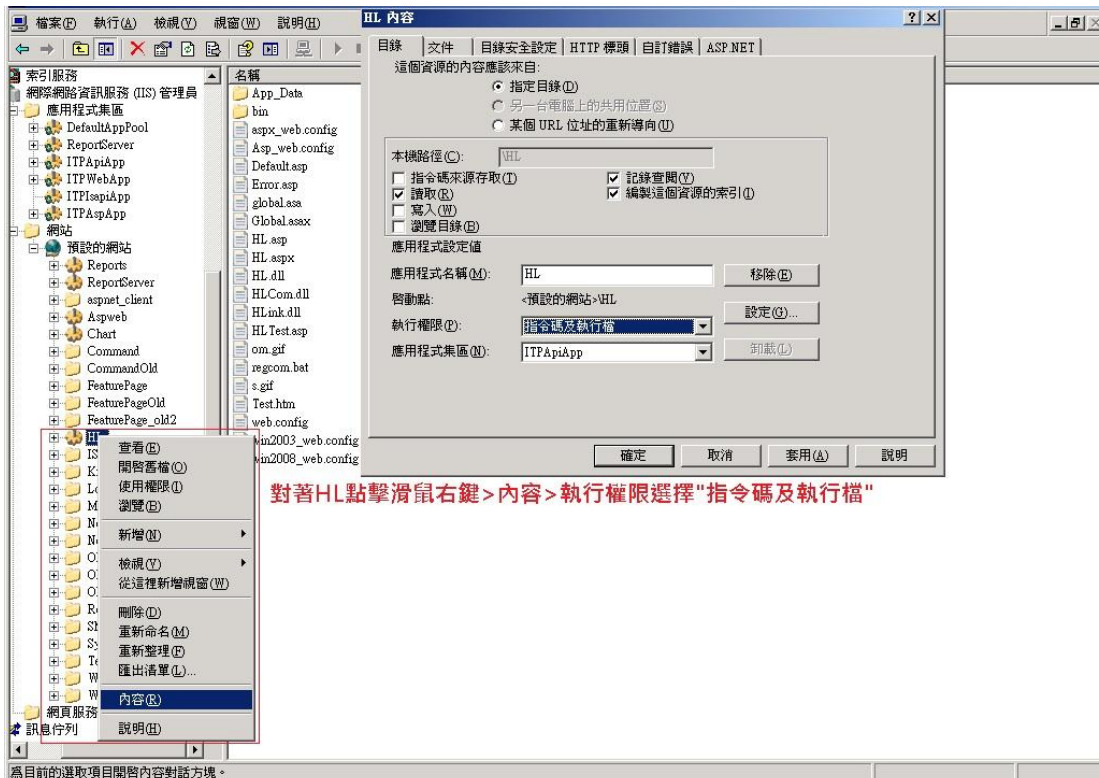 檔案(F) 執行(A) 檢視(V) 視窗(W) 說明(H)
索引服務
網際網路資訊服務 (IIS) 管理員
應用程式集區
DefaultAppPool
ReportServer
ITPApiApp
ITPWebApp
ITPIsapiApp
ITPAspApp
網站
預設的網站
Reports
ReportServer
aspnet_client
Aspweb
Chart
Command
CommandOld
FeaturePage
FeaturePageOld
FeaturePage_old2
HL
網頁服務
訊息佇列
查看(E)
開啓舊檔(O)
使用權限(I)
瀏覽(B)
新增(N)
檢視(V)
從這裡新增視窗(W)
刪除(D)
重新命名(M)
重新整理(F)
匯出清單(L)...
內容(R)
說明(H)
名稱
App_Data
bin
aspx_web.config
Asp_web.config
Default.asp
Error.asp
global.asa
Global.asax
HL.asp
HL.aspx
HL.dll
HLCom.dll
HLink.dll
HLTest.asp
om.gif
regcom.bat
s.gif
Test.htm
web.config
win2003_web.config
win2008_web.config
HL 內容
目錄 文件 目錄安全設定 HTTP 標頭 自訂錯誤 ASP.NET
這個資源的內容應該來自:
指定目錄(D)
另一台電腦上的共用位置(S)
某個 URL 位址的重新導向(U)
本機路徑(C): \HL
指令碼來源存取(T) 記錄查閱(V)
讀取(R) 編製這個資源的索引(I)
寫入(W)
瀏覽目錄(B)
應用程式設定值
應用程式名稱(M): HL 移除(E)
啓動點: <預設的網站>\HL
設定(G)...
執行權限(P): 指令碼及執行檔
應用程式集區(N): ITPApiApp 卸載(L)
確定 取消 套用(A) 說明
對著HL點擊滑鼠右鍵>內容>執行權限選擇"指令碼及執行檔"
爲目前的選取項目開啓內容對話方塊。